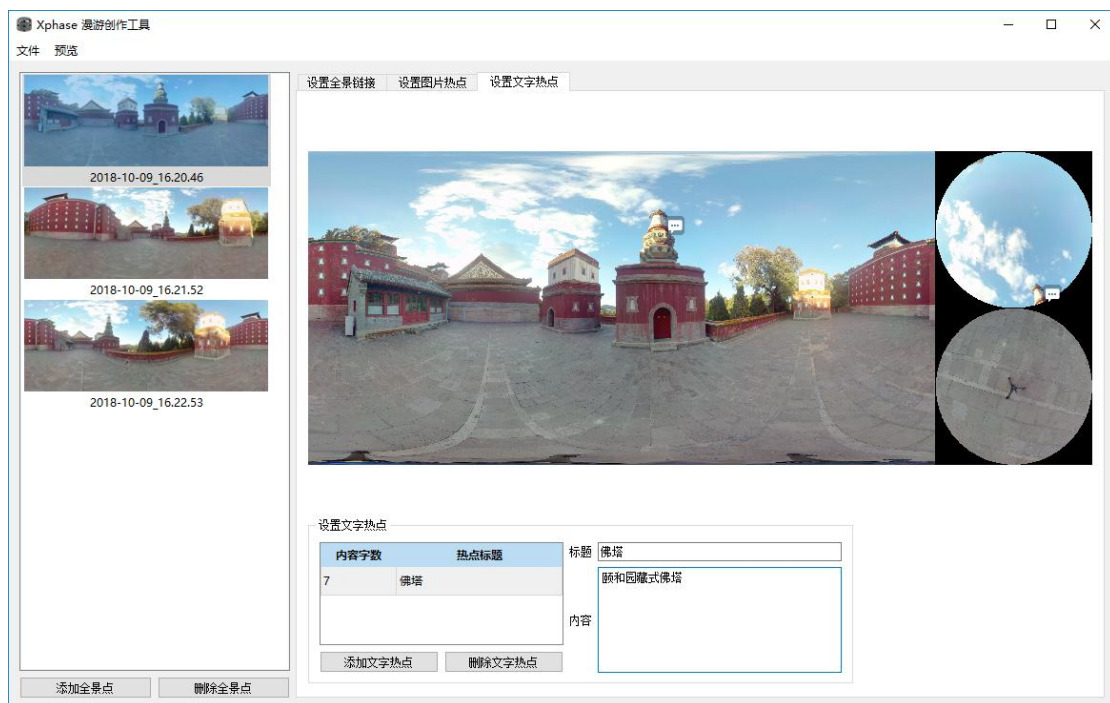 Xphase 漫游创作工具
文件 预览
2018-10-09_16.20.46
2018-10-09_16.21.52
2018-10-09_16.22.53
添加全景点 删除全景点
设置全景链接 设置图片热点 设置文字热点
设置文字热点
内容字数 热点标题
7 佛塔
添加文字热点 删除文字热点
标题 佛塔
内容 颐和园藏式佛塔